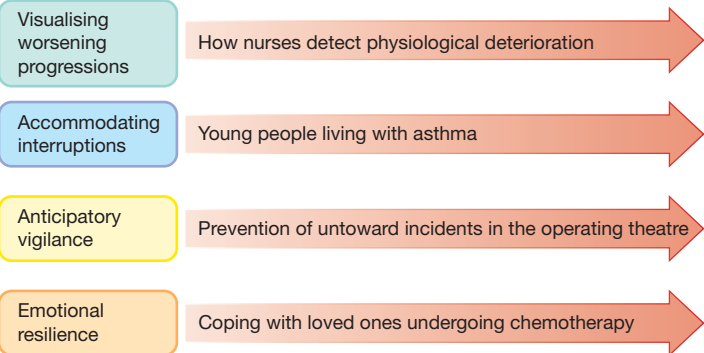 Visualising
worsening
progressions
How nurses detect physiological deterioration
Accommodating
interruptions
Young people living with asthma
Anticipatory
vigilance
Prevention of untoward incidents in the operating theatre
Emotional
resilience
Coping with loved ones undergoing chemotherapy